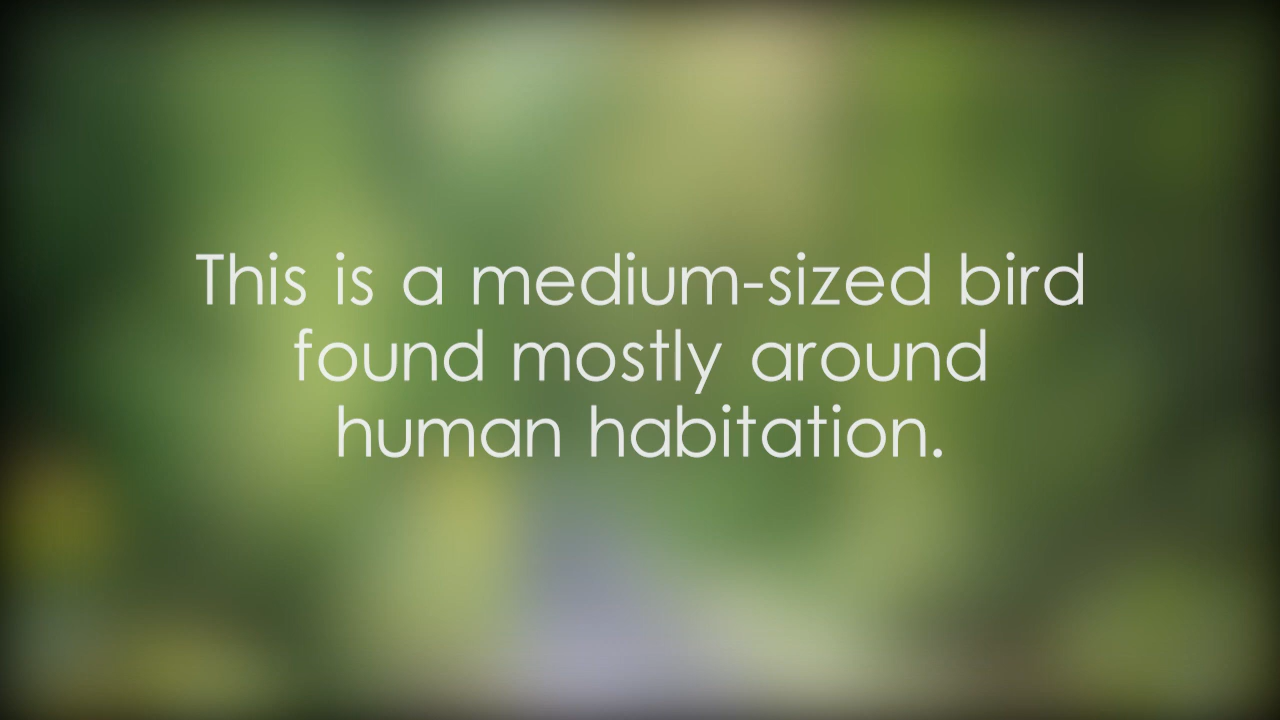 This is a medium-sized bird
found mostly around
human habitation.